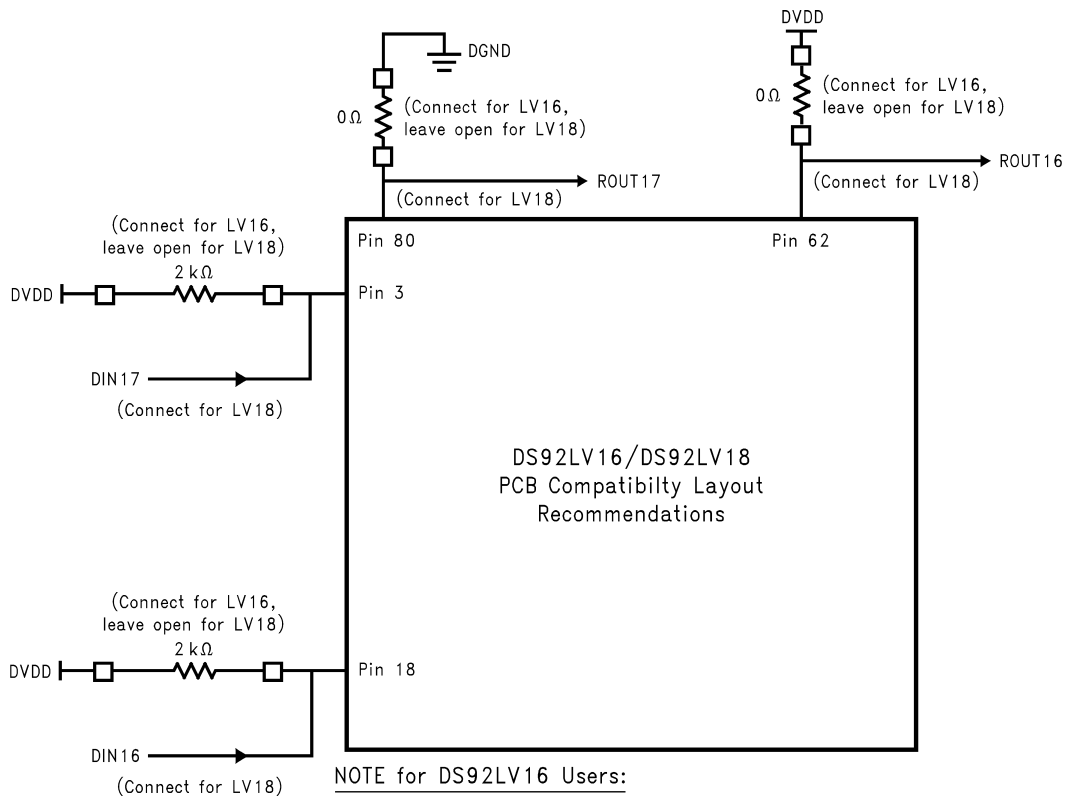 DVDD
DGND
0Ω
(Connect for LV16,
leave open for LV18)
0Ω
(Connect for LV16,
leave open for LV18)
ROUT17
(Connect for LV18)
ROUT16
(Connect for LV18)
(Connect for LV16,
leave open for LV18)
2 kΩ
DVDD
Pin 80
Pin 62
Pin 3
DIN17
(Connect for LV18)
DS92LV16/DS92LV18
PCB Compatibilty Layout
Recommendations
(Connect for LV16,
leave open for LV18)
2 kΩ
DVDD
Pin 18
DIN16
(Connect for LV18)
NOTE for DS92LV16 Users: